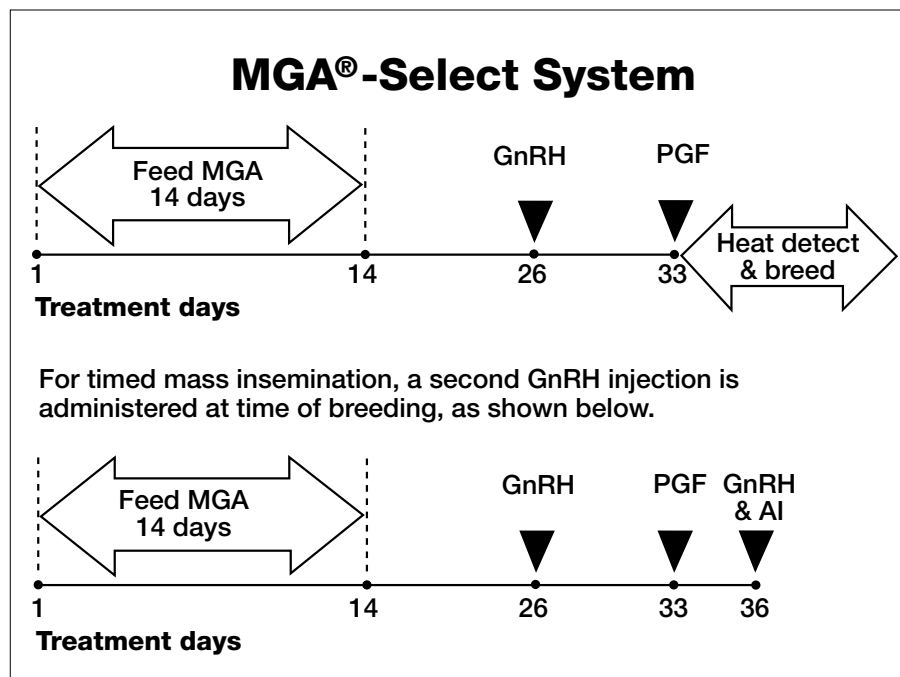 MGA®-Select System
GnRH PGF
Feed MGA
14 days
Heat detect
& breed
1 14 26 33
Treatment days
For timed mass insemination, a second GnRH injection is
administered at time of breeding, as shown below.
GnRH PGF GnRH
& AI
Feed MGA
14 days
1 14 26 33 36
Treatment days